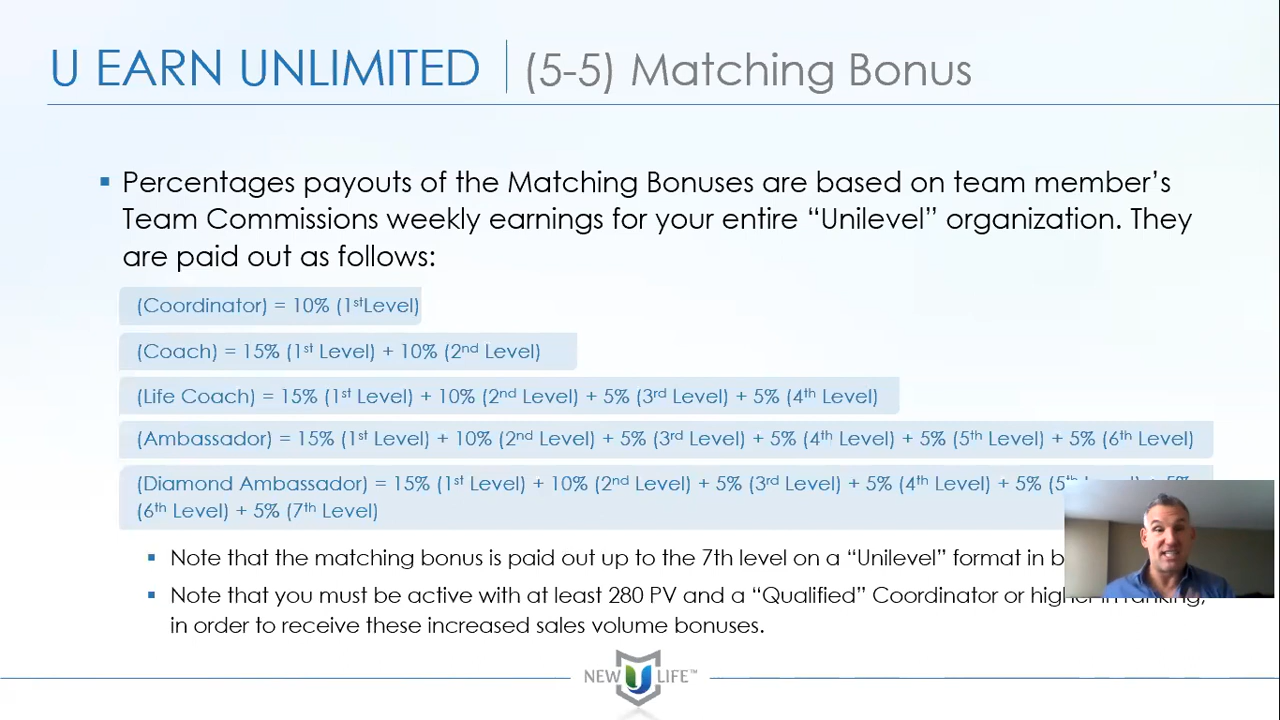 U EARN UNLIMITED | (5-5) Matching Bonus
▪ Percentages payouts of the Matching Bonuses are based on team member’s
Team Commissions weekly earnings for your entire “Unilevel” organization. They
are paid out as follows:
(Coordinator) = 10% (1stLevel)
(Coach) = 15% (1st Level) + 10% (2nd Level)
(Life Coach) = 15% (1st Level) + 10% (2nd Level) + 5% (3rd Level) + 5% (4th Level)
(Ambassador) = 15% (1st Level) + 10% (2nd Level) + 5% (3rd Level) + 5% (4th Level) + 5% (5th Level) + 5% (6th Level)
(Diamond Ambassador) = 15% (1st Level) + 10% (2nd Level) + 5% (3rd Level) + 5% (4th Level) + 5% (5th Level) + 5%
(6th Level) + 5% (7th Level)
▪ Note that the matching bonus is paid out up to the 7th level on a “Unilevel” format in
▪ Note that you must be active with at least 280 PV and a “Qualified” Coordinator or higher in ranking,
in order to receive these increased sales volume bonuses.
NEW U LIFE™